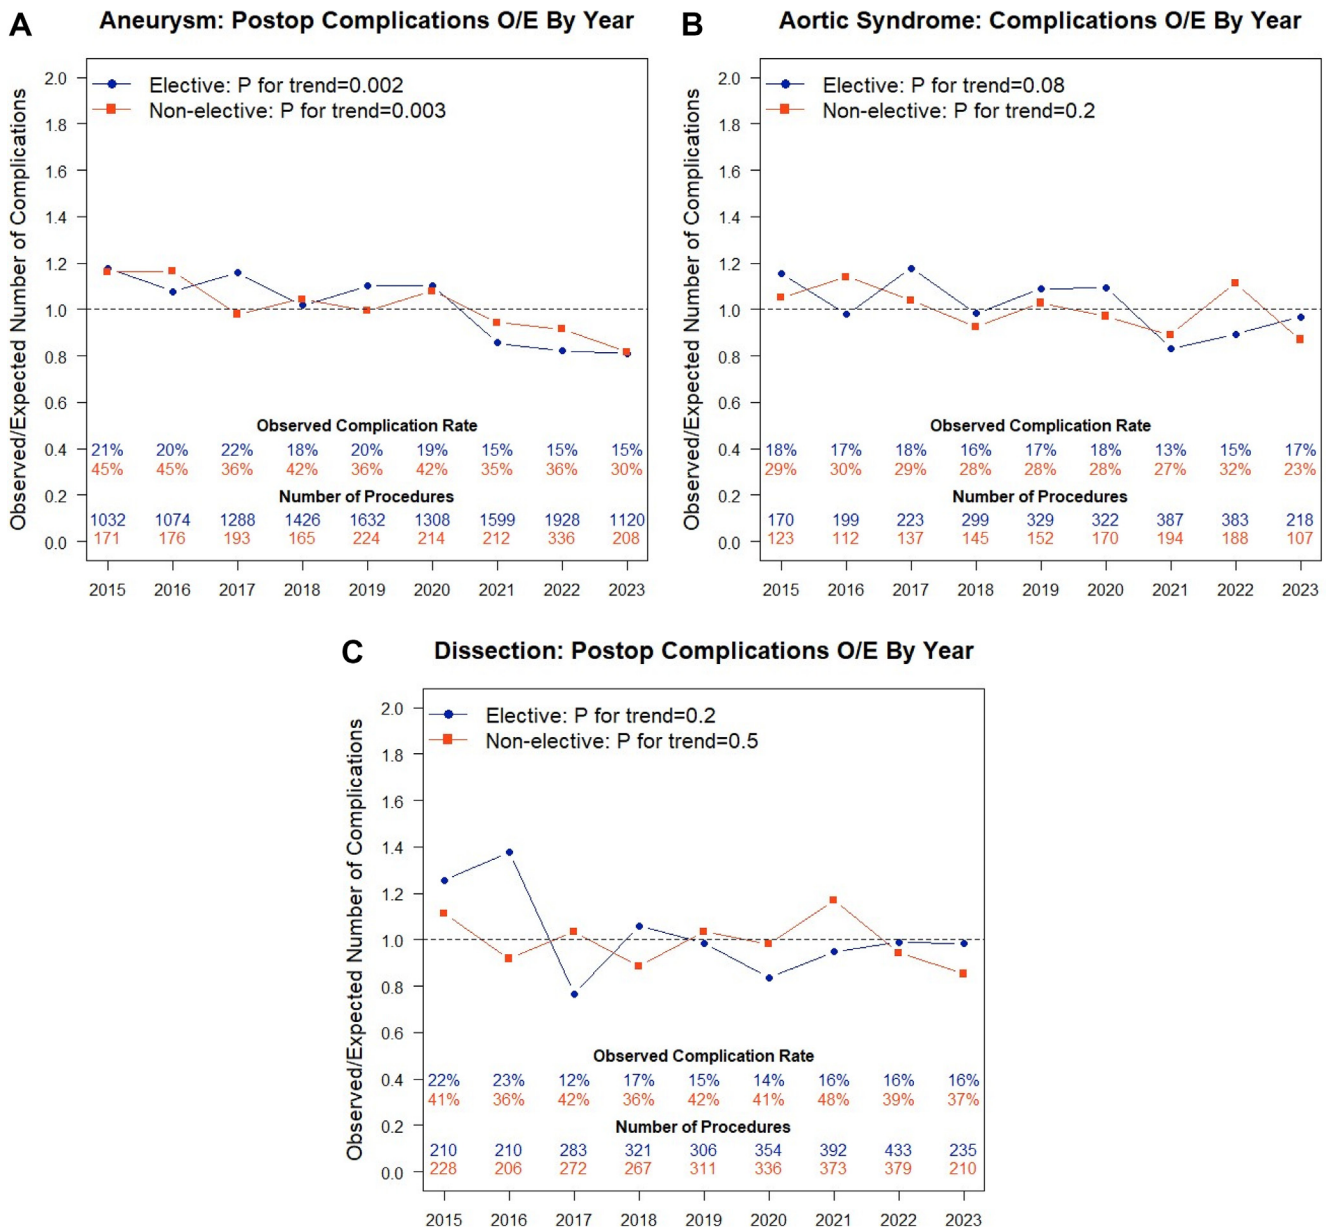 A Aneurysm: Postop Complications O/E By Year
Observed/Expected Number of Complications
Elective: P for trend=0.002
Non-elective: P for trend=0.003
2.0
1.8
1.6
1.4
1.2
1.0
0.8
0.6
0.4
0.2
0.0
Observed Complication Rate
21% 20% 22% 18% 20% 19% 15% 15% 15%
45% 45% 36% 42% 36% 42% 35% 36% 30%
Number of Procedures
1032 1074 1288 1426 1632 1308 1599 1928 1120
171 176 193 165 224 214 212 336 208
2015 2016 2017 2018 2019 2020 2021 2022 2023
B Aortic Syndrome: Complications O/E By Year
Observed/Expected Number of Complications
Elective: P for trend=0.08
Non-elective: P for trend=0.2
2.0
1.8
1.6
1.4
1.2
1.0
0.8
0.6
0.4
0.2
0.0
Observed Complication Rate
18% 17% 18% 16% 17% 18% 13% 15% 17%
29% 30% 29% 28% 28% 28% 27% 32% 23%
Number of Procedures
170 199 223 299 329 322 387 383 218
123 112 137 145 152 170 194 188 107
2015 2016 2017 2018 2019 2020 2021 2022 2023
C Dissection: Postop Complications O/E By Year
Observed/Expected Number of Complications
Elective: P for trend=0.2
Non-elective: P for trend=0.5
2.0
1.8
1.6
1.4
1.2
1.0
0.8
0.6
0.4
0.2
0.0
Observed Complication Rate
22% 23% 12% 17% 15% 14% 16% 16% 16%
41% 36% 42% 36% 42% 41% 48% 39% 37%
Number of Procedures
210 210 283 321 306 354 392 433 235
228 206 272 267 311 336 373 379 210
2015 2016 2017 2018 2019 2020 2021 2022 2023